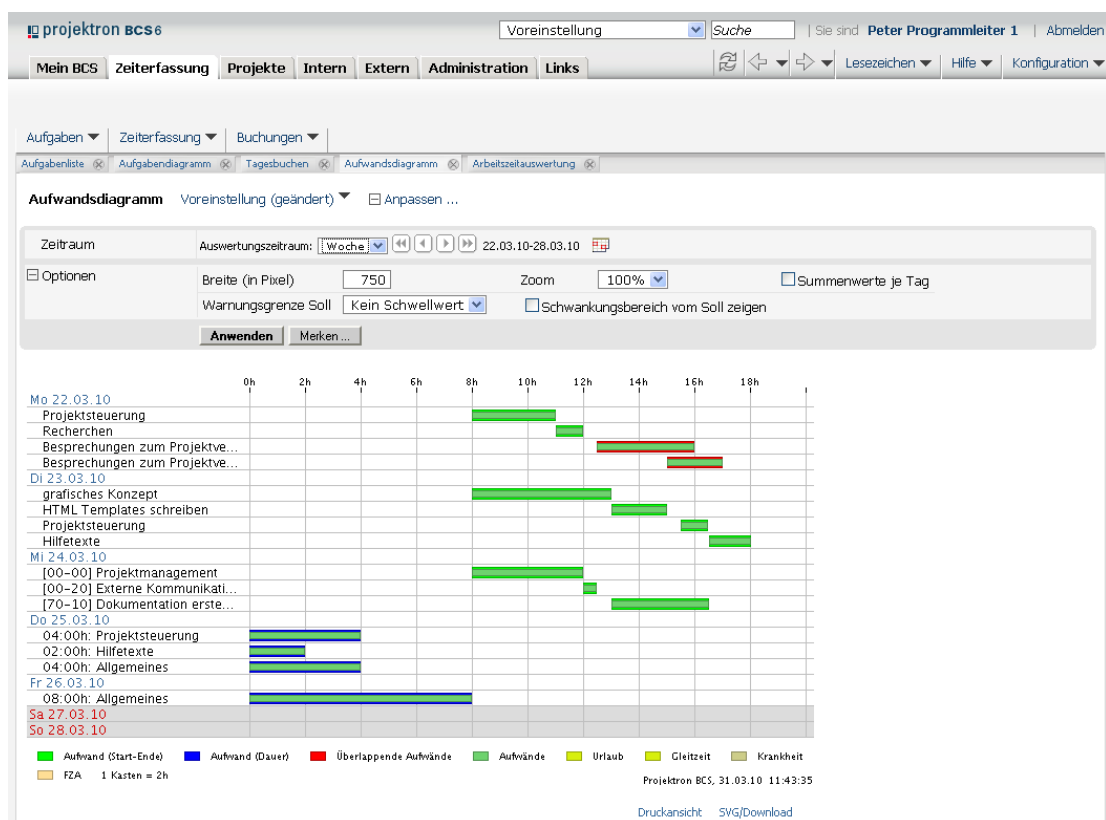 projektron BCS6 Voreinstellung Suche | Sie sind Peter Programmleiter 1 | Abmelden
Mein BCS Zeiterfassung Projekte Intern Extern Administration Links Lesezeichen Hilfe Konfiguration
Aufgaben Zeiterfassung Buchungen
Aufgabenliste Aufgabendiagramm Tagesbuchen Aufwandsdiagramm Arbeitszeitauswertung
Aufwandsdiagramm Voreinstellung (geändert) Anpassen ...
Zeitraum Auswertungszeitraum: Woche 22.03.10-28.03.10
Optionen Breite (in Pixel) 750 Zoom 100% Summenwerte je Tag
Warnungsgrenze Soll Kein Schwellwert Schwankungsbereich vom Soll zeigen
Anwenden Merken ...
0h 2h 4h 6h 8h 10h 12h 14h 16h 18h
Mo 22.03.10
Projektsteuerung
Recherchen
Besprechungen zum Projektve...
Besprechungen zum Projektve...
Di 23.03.10
grafisches Konzept
HTML Templates schreiben
Projektsteuerung
Hilfetexte
Mi 24.03.10
[00-00] Projektmanagement
[00-20] Externe Kommunikati...
[70-10] Dokumentation erste...
Do 25.03.10
04:00h: Projektsteuerung
02:00h: Hilfetexte
04:00h: Allgemeines
Fr 26.03.10
08:00h: Allgemeines
Sa 27.03.10
So 28.03.10
Aufwand (Start-Ende) Aufwand (Dauer) Überlappende Aufwände Aufwände Urlaub Gleitzeit Krankheit
FZA 1 Kasten = 2h
Projektron BCS, 31.03.10 11:43:35
Druckansicht SVG/Download